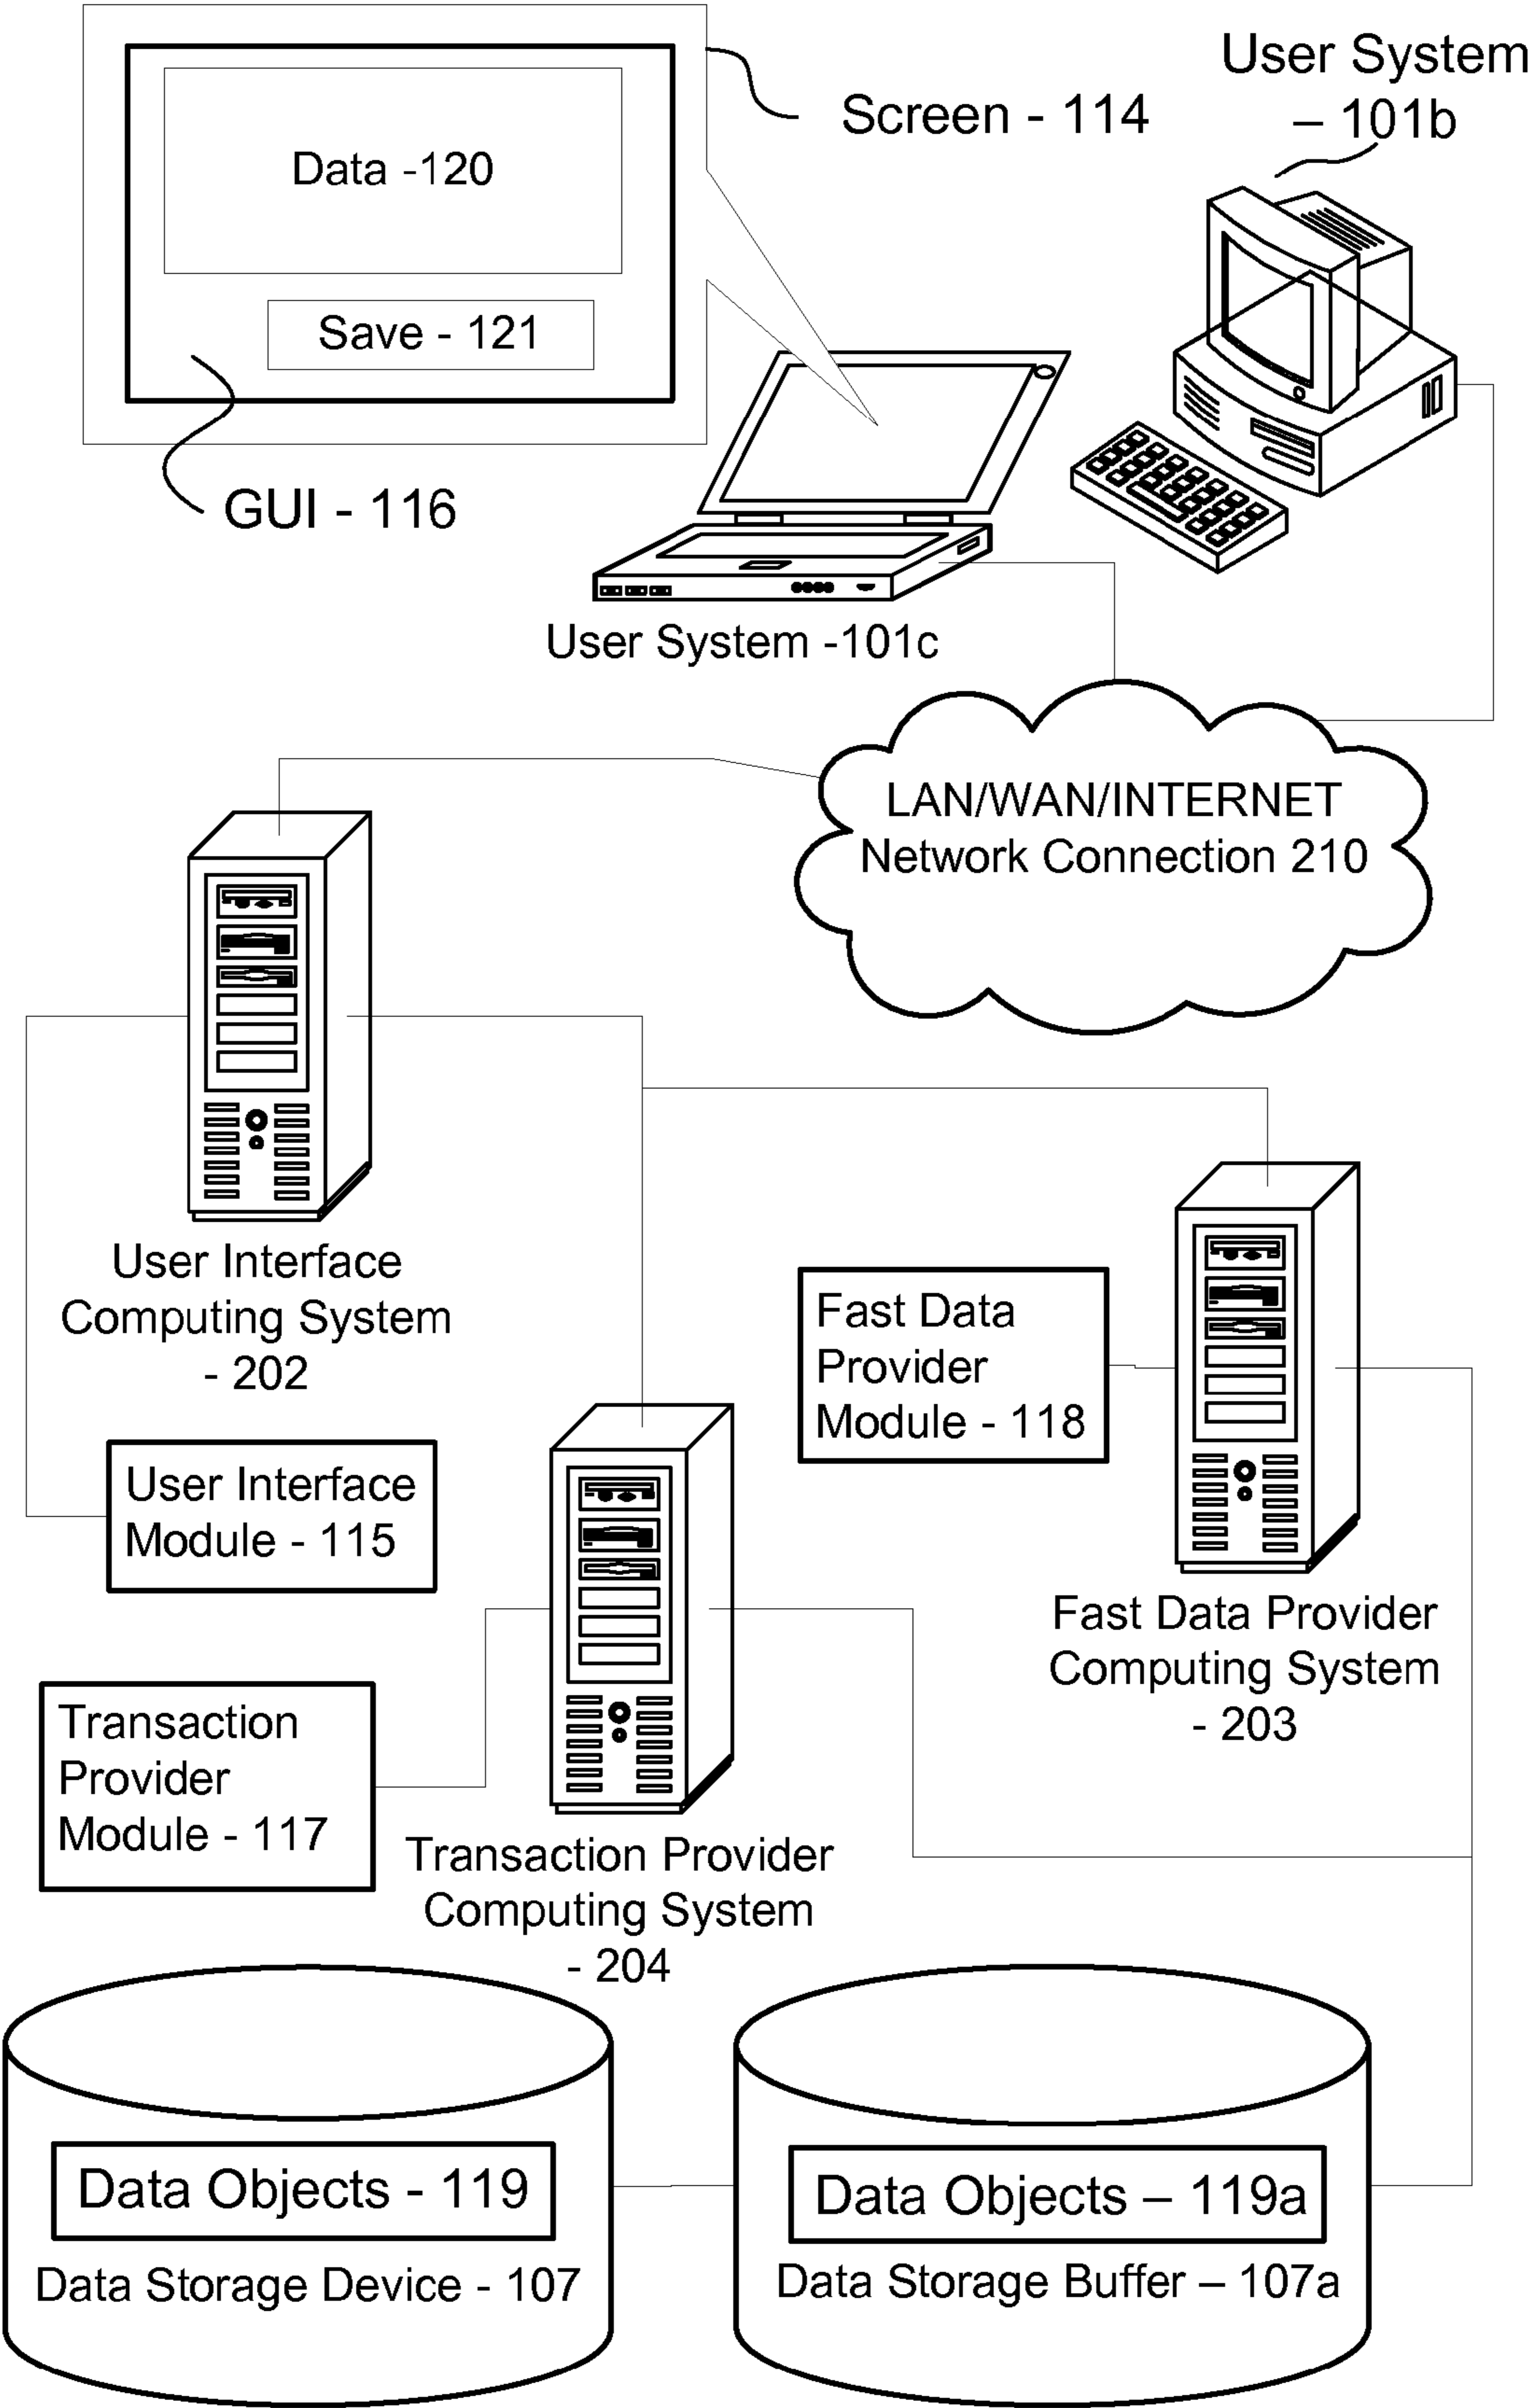 User System
– 101b
Screen - 114
Data -120
Save - 121
GUI - 116
User System -101c
LAN/WAN/INTERNET
Network Connection 210
User Interface
Computing System
- 202
Fast Data
Provider
Module - 118
User Interface
Module - 115
Fast Data Provider
Computing System
- 203
Transaction
Provider
Module - 117
Transaction Provider
Computing System
- 204
Data Objects - 119
Data Storage Device - 107
Data Objects – 119a
Data Storage Buffer – 107a